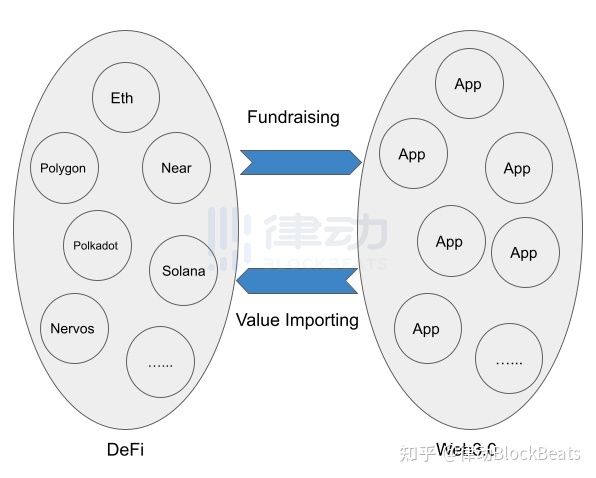 Eth
Polygon
Near
Polkadot
Solana
Nervos
......
DeFi
Fundraising
律动
BLOCKBEATS
Value Importing
App
App
App
App
App
App
......
Web3.0
知乎 @律动BlockBeats